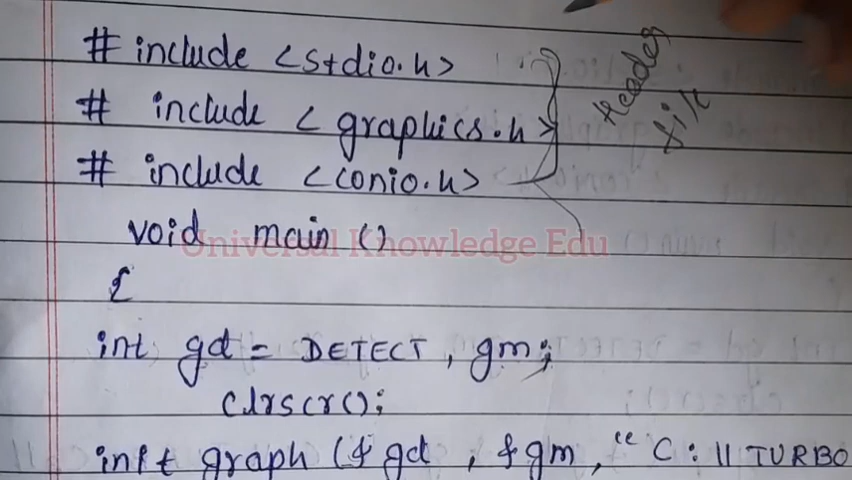 # include <stdio.h>
# include < graphics.h>
# include <conio.h>
Header file
void main ()
Universal Knowledge Edu
{
int gd = DETECT, gm;
clrscr();
init graph (& gd , &gm, "C: \\ TURBO